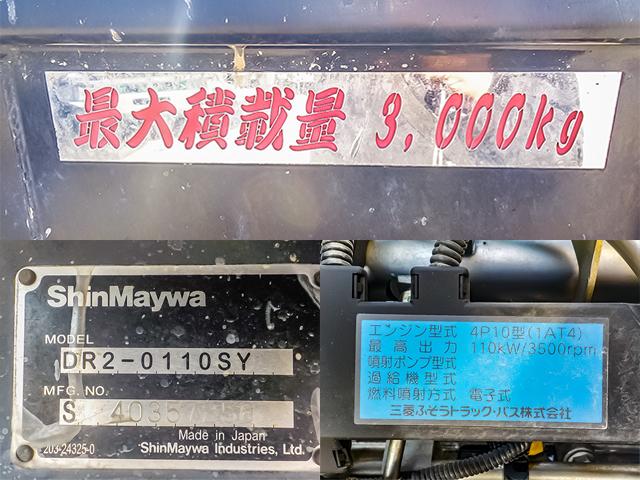 最大積載量 3,000kg
ShinMaywa
MODEL
DR2-0110SY
MFG. NO.
S
Made in Japan
203-24325-0
ShinMaywa Industries, Ltd.
エンジン型式 4P10型(1AT4)
最高出力 110kW/3500rpm
噴射ポンプ型式
過給機型式
燃料噴射方式 電子式
三菱ふそうトラック・バス株式会社